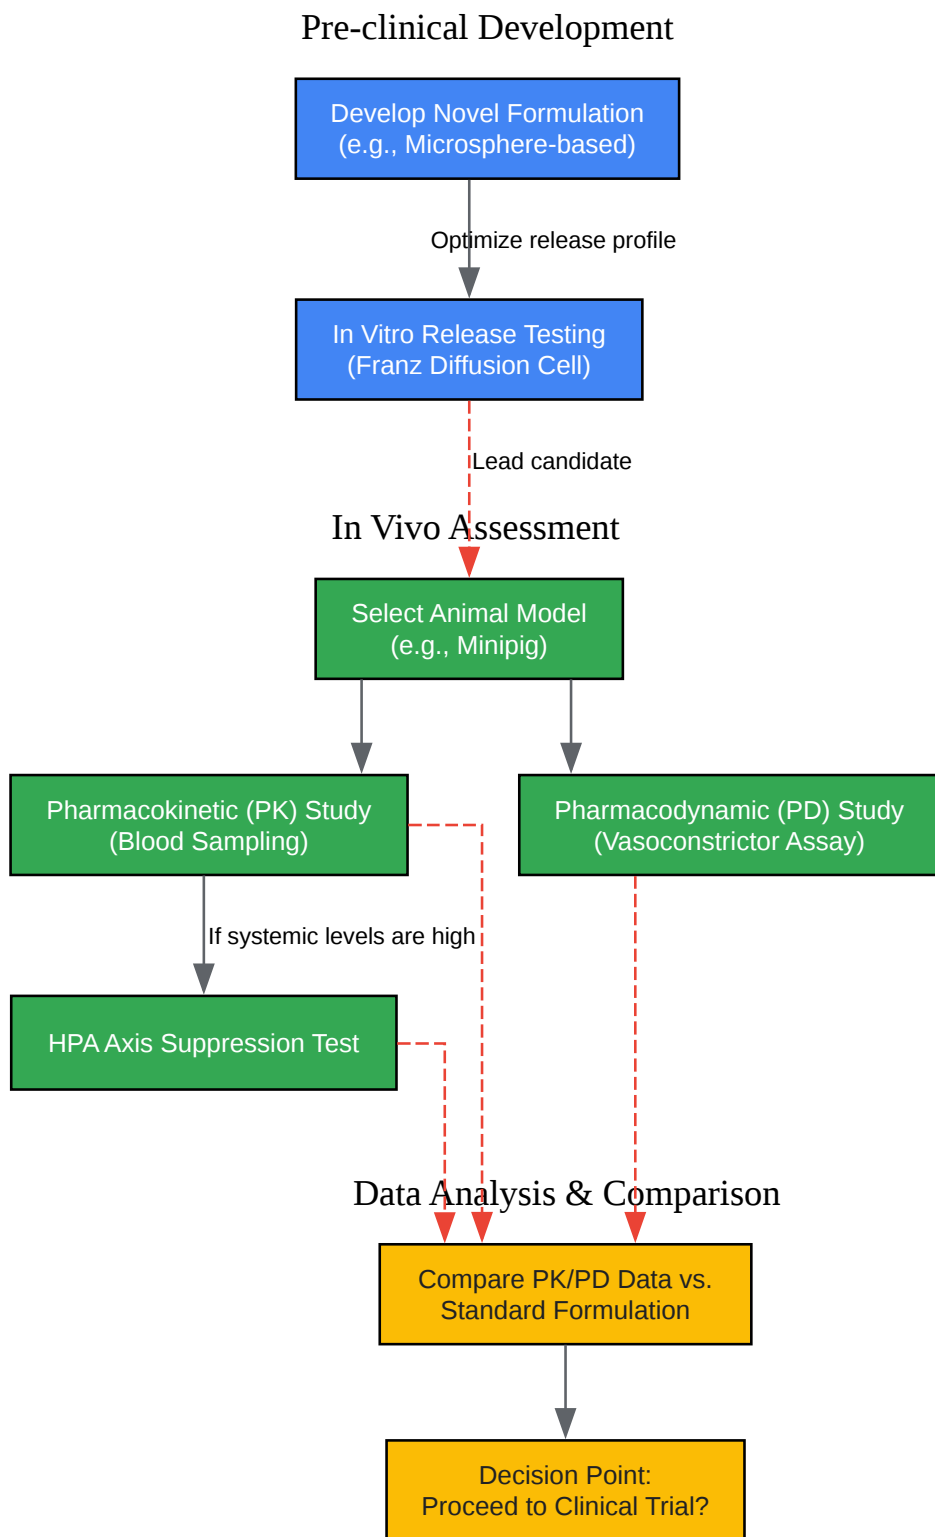 Pre-clinical Development
Develop Novel Formulation
(e.g., Microsphere-based)
Optimize release profile
In Vitro Release Testing
(Franz Diffusion Cell)
Lead candidate
In Vivo Assessment
Select Animal Model
(e.g., Minipig)
Pharmacokinetic (PK) Study
(Blood Sampling)
Pharmacodynamic (PD) Study
(Vasoconstrictor Assay)
If systemic levels are high
HPA Axis Suppression Test
Data Analysis & Comparison
Compare PK/PD Data vs.
Standard Formulation
Decision Point:
Proceed to Clinical Trial?